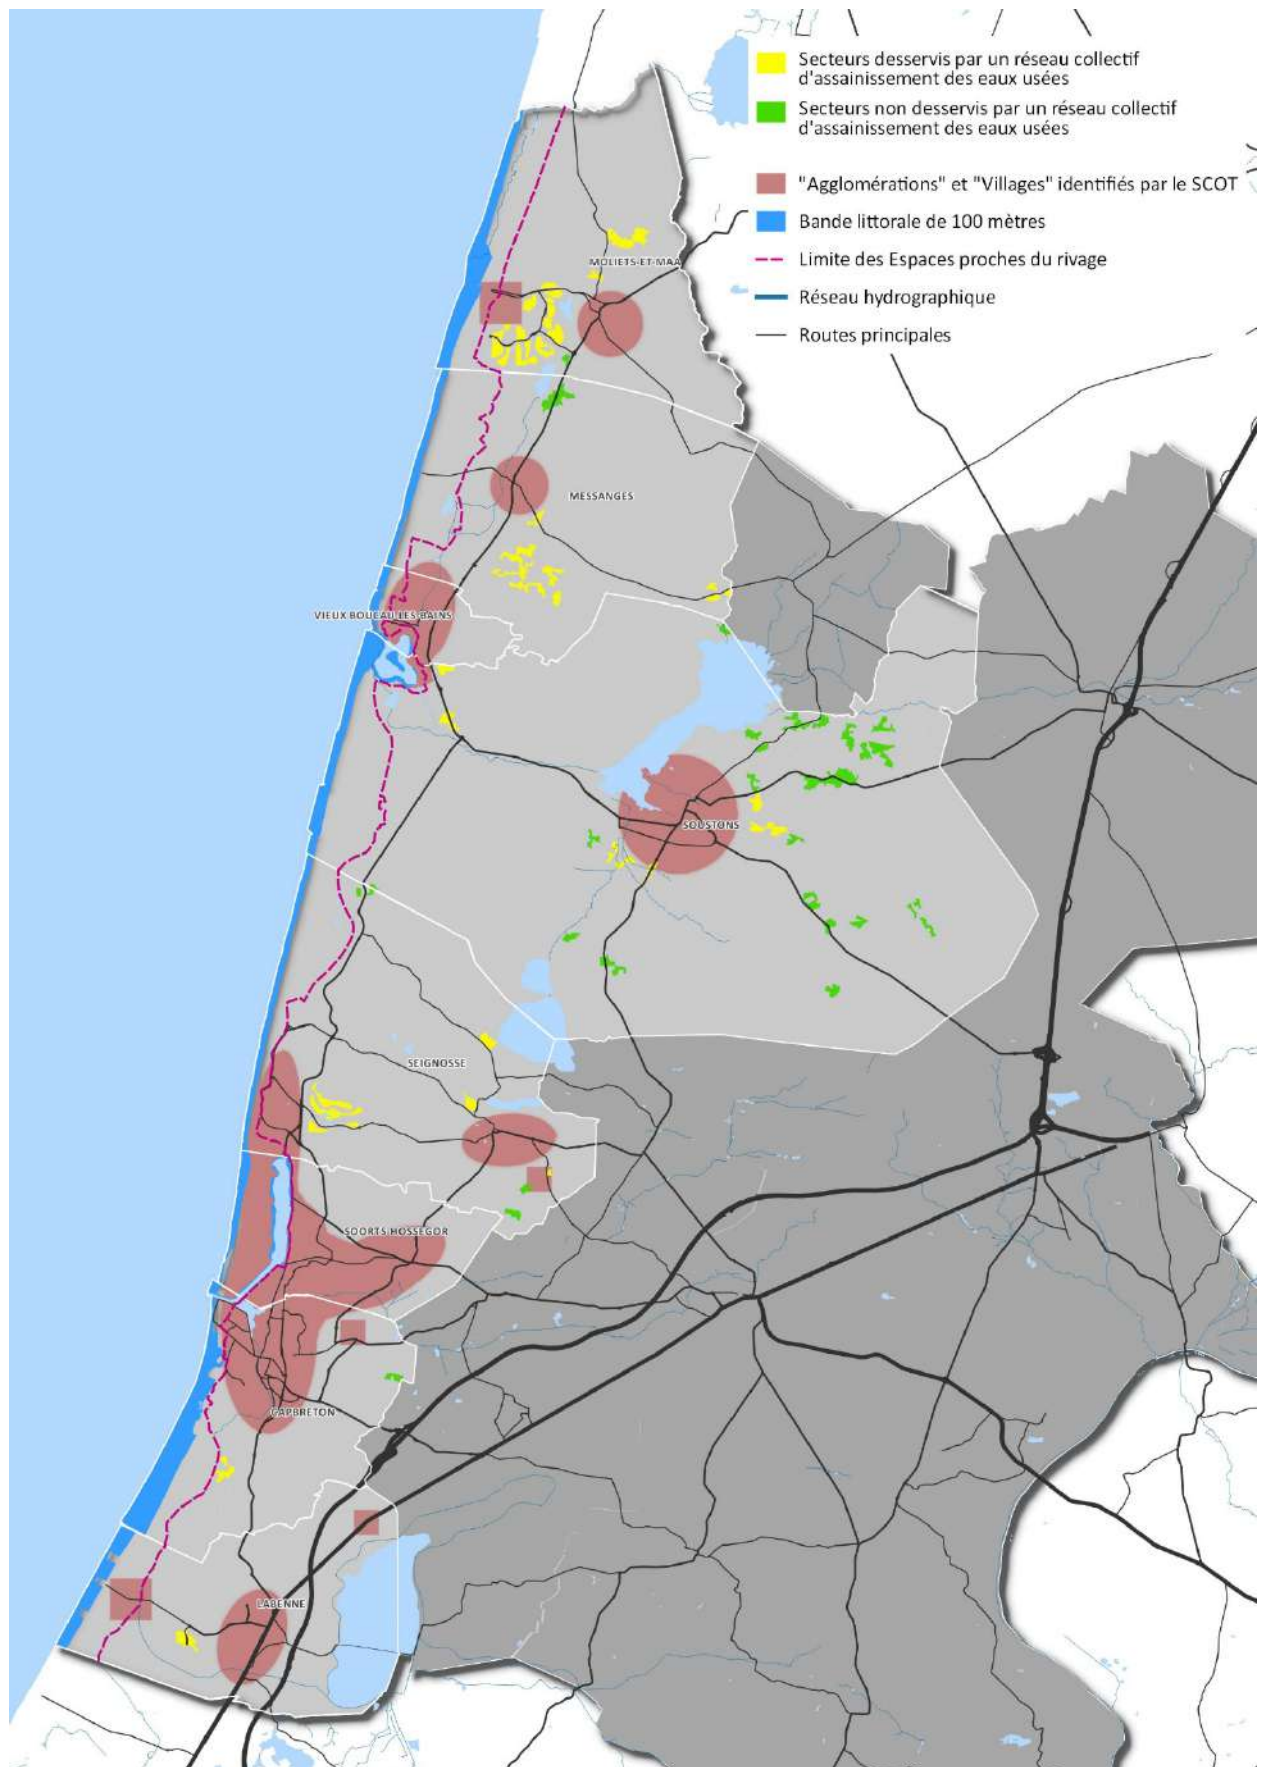 Secteurs desservis par un réseau collectif
d'assainissement des eaux usées
Secteurs non desservis par un réseau collectif
d'assainissement des eaux usées
"Agglomérations" et "Villages" identifiés par le SCOT
Bande littorale de 100 mètres
Limite des Espaces proches du rivage
Réseau hydrographique
Routes principales
MOLIETS-ET-MAA
MESSANGES
VIEUX BOUCAU-LES-BAINS
SOUSTONS
SEIGNOSSE
SOORTS-HOSSEGOR
CAPBRETON
LABENNE